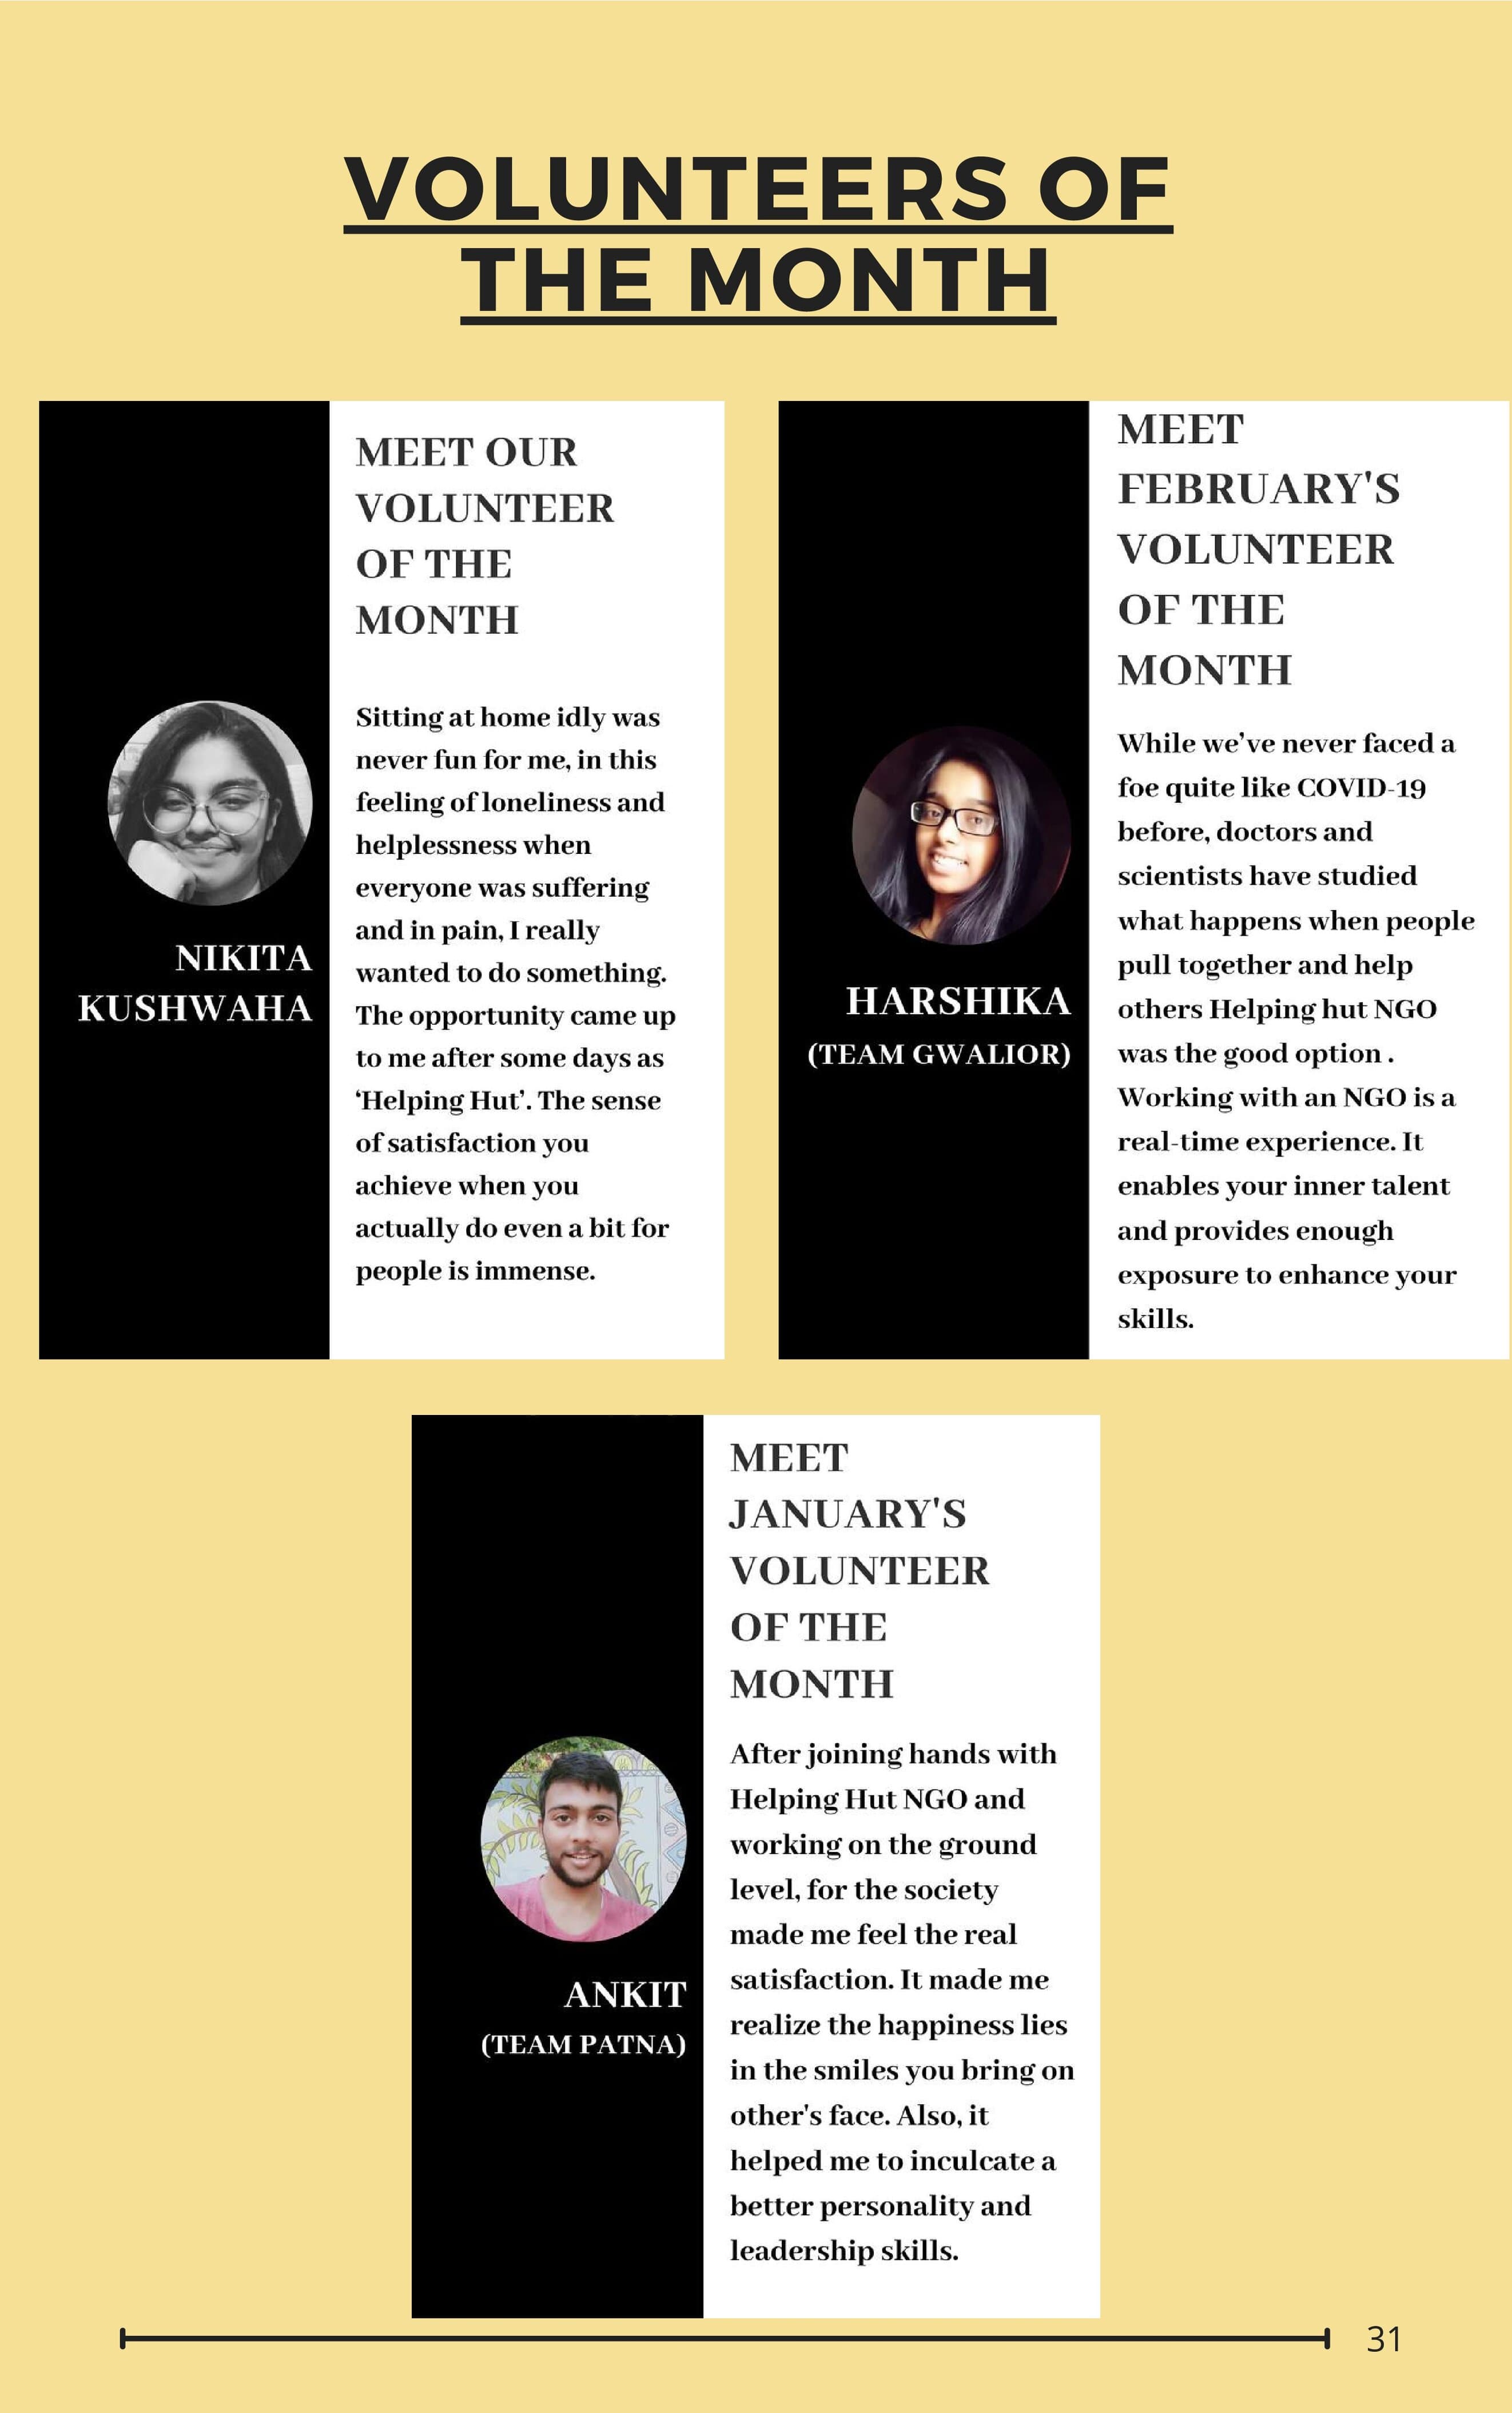 VOLUNTEERS OF
THE MONTH
MEET OUR
VOLUNTEER
OF THE
MONTH
NIKITA
KUSHWAHA
Sitting at home idly was
never fun for me, in this
feeling of loneliness and
helplessness when
everyone was suffering
and in pain, I really
wanted to do something.
The opportunity came up
to me after some days as
‘Helping Hut’. The sense
of satisfaction you
achieve when you
actually do even a bit for
people is immense.
MEET
FEBRUARY'S
VOLUNTEER
OF THE
MONTH
HARSHIKA
(TEAM GWALIOR)
While we’ve never faced a
foe quite like COVID-19
before, doctors and
scientists have studied
what happens when people
pull together and help
others Helping hut NGO
was the good option .
Working with an NGO is a
real-time experience. It
enables your inner talent
and provides enough
exposure to enhance your
skills.
MEET
JANUARY'S
VOLUNTEER
OF THE
MONTH
ANKIT
(TEAM PATNA)
After joining hands with
Helping Hut NGO and
working on the ground
level, for the society
made me feel the real
satisfaction. It made me
realize the happiness lies
in the smiles you bring on
other's face. Also, it
helped me to inculcate a
better personality and
leadership skills.
31